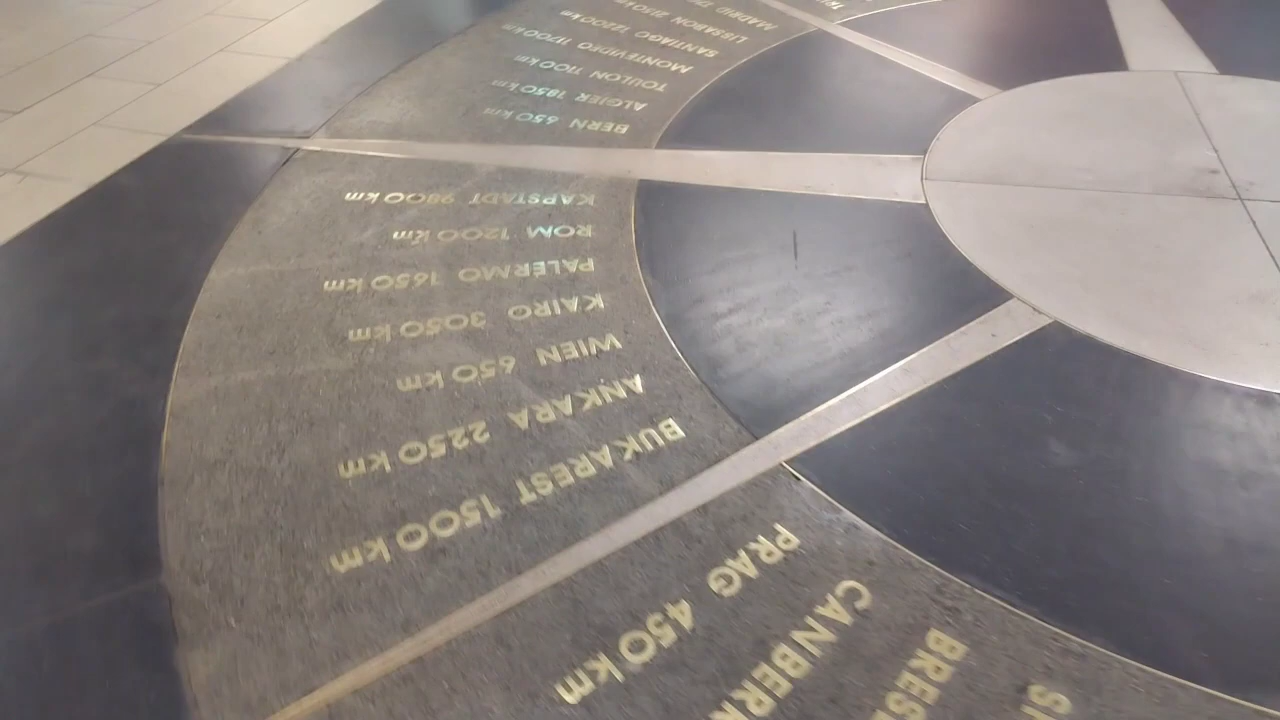 MADRID
LISSABON
SANTIAGO 12200 km
MONTEVIDEO 11700 km
TOULON 1100 km
ALGIER 1850 km
BERN 650 km
KAPSTADT 9800 km
ROM 1200 km
PALERMO 1650 km
KAIRO 3050 km
WIEN 650 km
ANKARA 2250 km
BUKAREST 1500 km
PRAG 450 km
CANBER
BRES